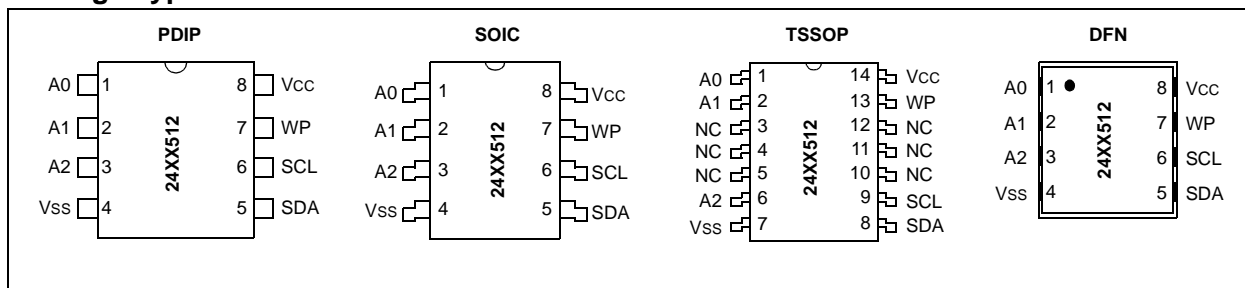 PDIP
A0 1 8 VCC
A1 2 7 WP
A2 3 6 SCL
VSS 4 5 SDA
24XX512
SOIC
A0 1 8 VCC
A1 2 7 WP
A2 3 6 SCL
VSS 4 5 SDA
24XX512
TSSOP
A0 1 14 VCC
A1 2 13 WP
NC 3 12 NC
NC 4 11 NC
NC 5 10 NC
A2 6 9 SCL
VSS 7 8 SDA
24XX512
DFN
A0 1 8 VCC
A1 2 7 WP
A2 3 6 SCL
VSS 4 5 SDA
24XX512